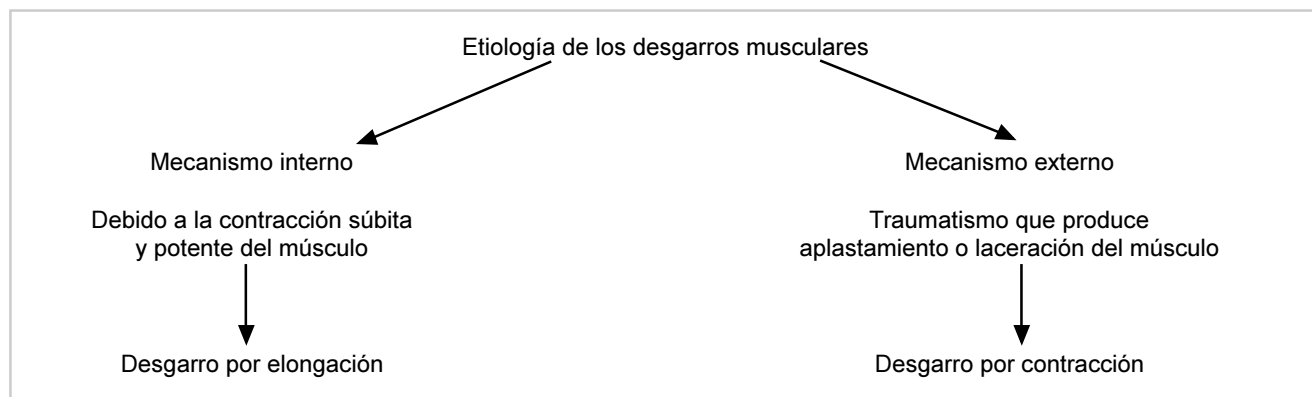 Etiología de los desgarros musculares
Mecanismo interno
Mecanismo externo
Debido a la contracción súbita
y potente del músculo
Traumatismo que produce
aplastamiento o laceración del músculo
Desgarro por elongación
Desgarro por contracción